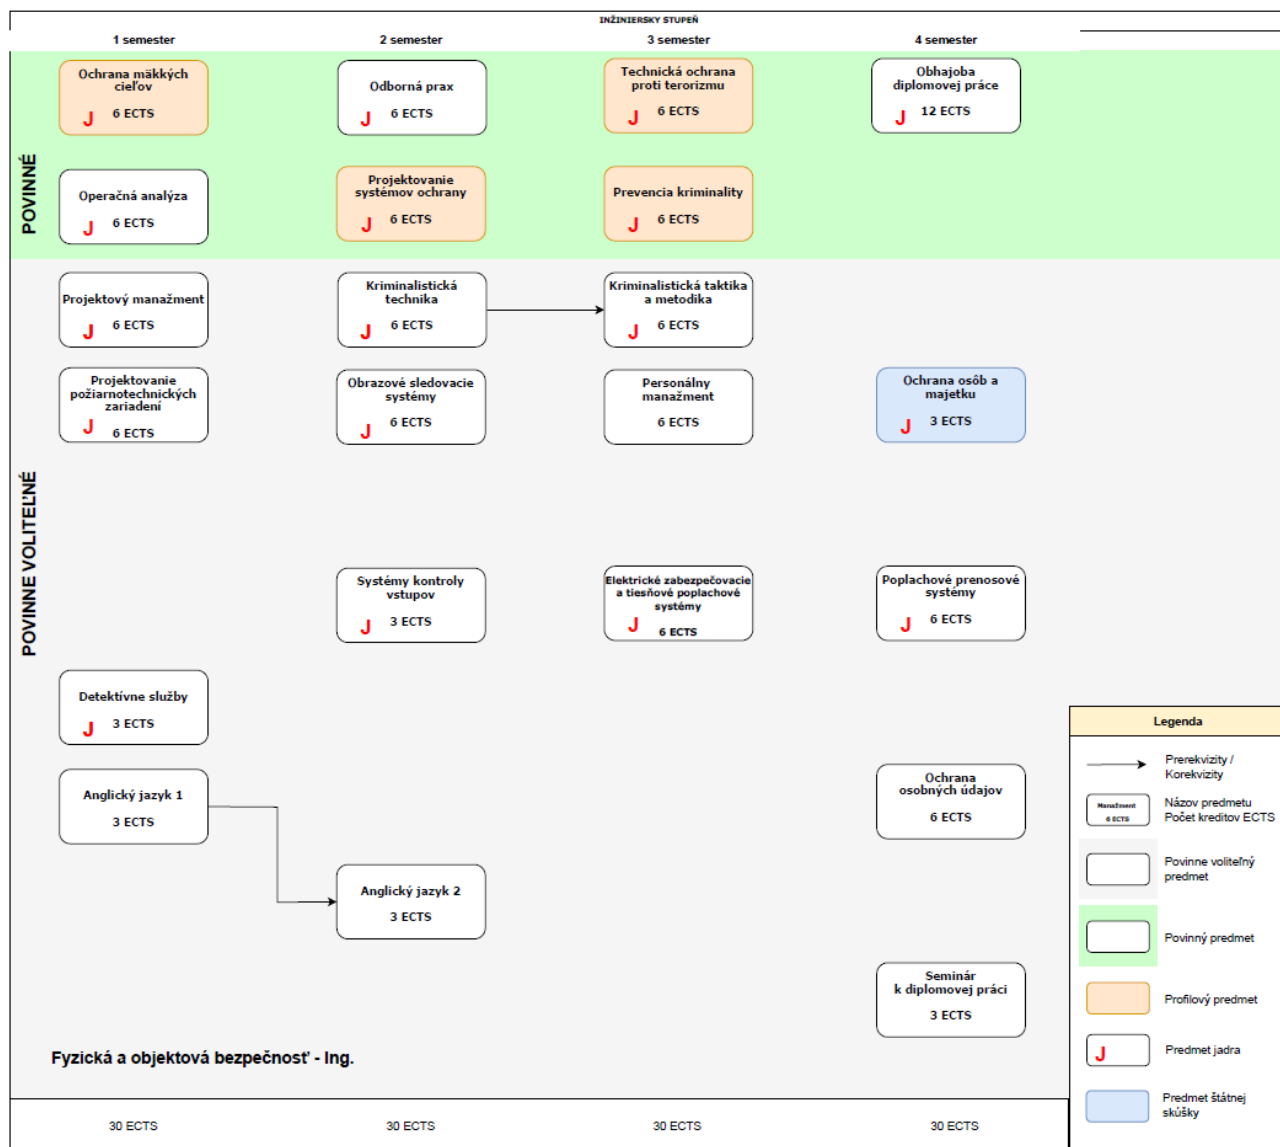 INŽINIERSKY STUPEŇ
1 semester
2 semester
3 semester
4 semester
POVINNÉ
Ochrana mäkkých
cieľov
J 6 ECTS
Odborná prax
J 6 ECTS
Technická ochrana
proti terorizmu
J 6 ECTS
Obhajoba
diplomovej práce
J 12 ECTS
Operačná analýza
J 6 ECTS
Projektovanie
systémov ochrany
J 6 ECTS
Prevencia kriminality
J 6 ECTS
POVINNE VOLITEĽNÉ
Projektový manažment
J 6 ECTS
Kriminalistická
technika
J 6 ECTS
Kriminalistická taktika
a metodika
J 6 ECTS
Projektovanie
požiarnotechnických
zariadení
J 6 ECTS
Obrazové sledovacie
systémy
J 6 ECTS
Personálny
manažment
6 ECTS
Ochrana osôb a
majetku
J 3 ECTS
Systémy kontroly
vstupov
J 3 ECTS
Elektrické zabezpečovacie
a tiesňové poplachové
systémy
J 6 ECTS
Poplachové prenosové
systémy
J 6 ECTS
Detektívne služby
J 3 ECTS
Anglický jazyk 1
3 ECTS
Ochrana
osobných údajov
6 ECTS
Anglický jazyk 2
3 ECTS
Seminár
k diplomovej práci
3 ECTS
Fyzická a objektová bezpečnosť - Ing.
30 ECTS
30 ECTS
30 ECTS
30 ECTS
Legenda
Prerekvizity /
Korekvizity
Manažment
6 ECTS
Názov predmetu
Počet kreditov ECTS
Povinne voliteľný
predmet
Povinný predmet
Profilový predmet
J Predmet jadra
Predmet štátnej
skúšky